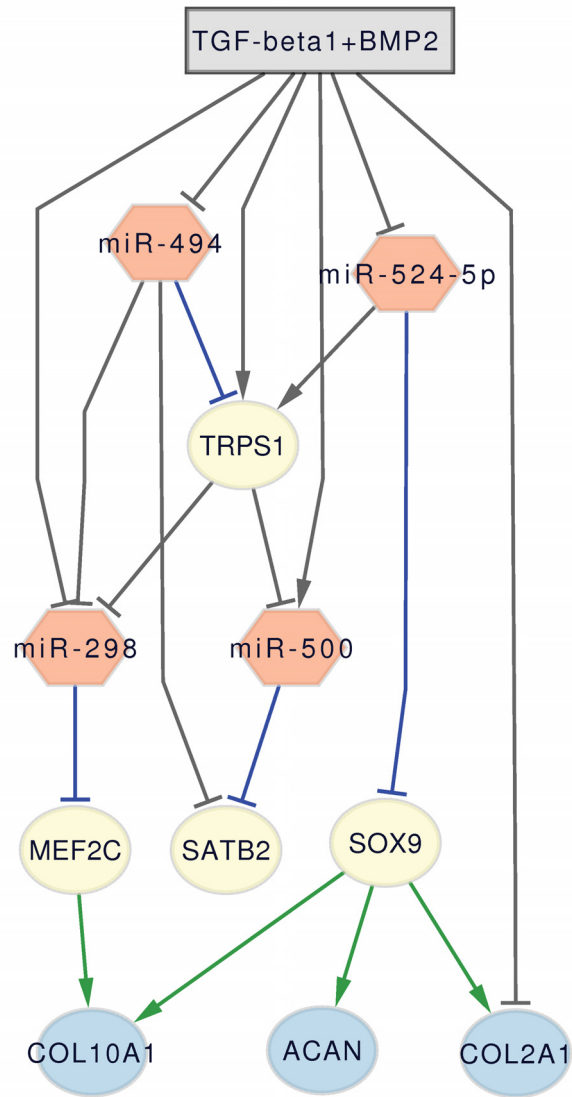 TGF-beta1+BMP2
miR-494
miR-524-5p
TRPS1
miR-298
miR-500
MEF2C
SATB2
SOX9
COL10A1
ACAN
COL2A1